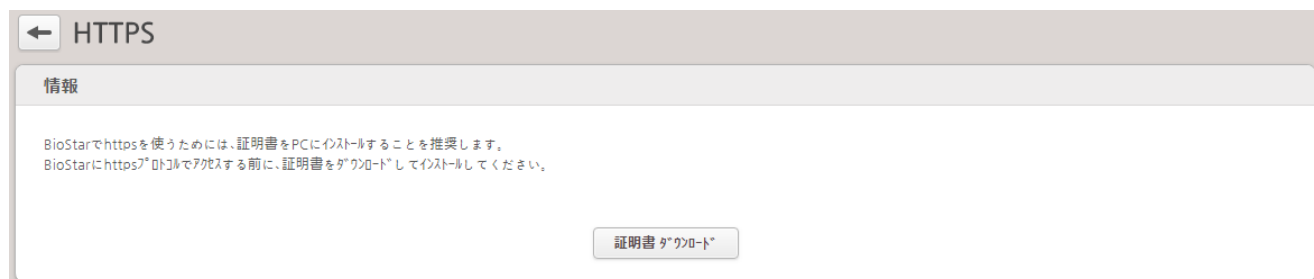 HTTPS
情報
BioStarでhttpsを使うためには、証明書をPCにｲﾝｽﾄｰﾙすることを推奨します。
BioStarにhttpsﾌﾟﾛﾄｺﾙでｱｸｾｽする前に、証明書をﾀﾞｳﾝﾛｰﾄﾞしてｲﾝｽﾄｰﾙしてください。
証明書 ﾀﾞｳﾝﾛｰﾄﾞ